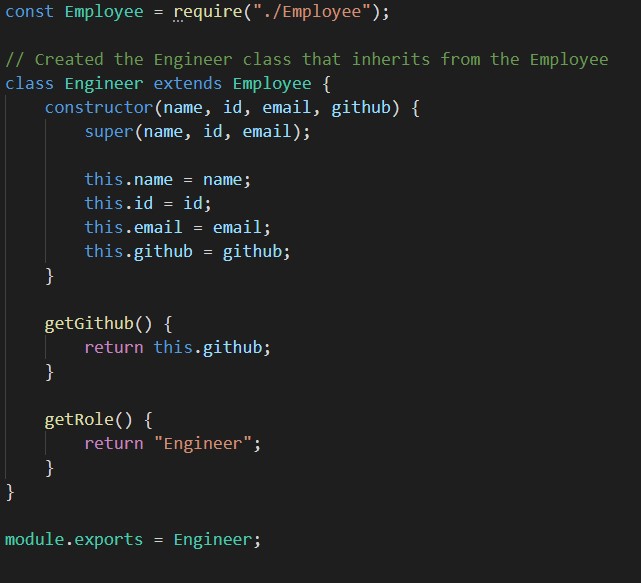 const Employee = require("./Employee");
// Created the Engineer class that inherits from the Employee
class Engineer extends Employee {
    constructor(name, id, email, github) {
        super(name, id, email);
        this.name = name;
        this.id = id;
        this.email = email;
        this.github = github;
    }
    getGithub() {
        return this.github;
    }
    getRole() {
        return "Engineer";
    }
}
module.exports = Engineer;